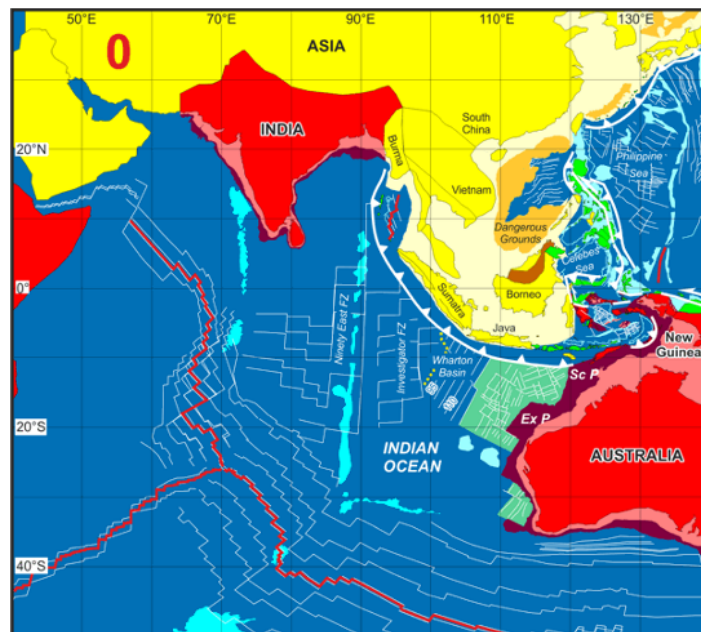 50°E
70°E
90°E
110°E
130°E
0
ASIA
INDIA
Burma
South
China
20°N
Vietnam
Philippine
Sea
Dangerous
Grounds
Celebes
Sea
0°
Sumatra
Borneo
Java
New
Guinea
Ninety East FZ
Investigator FZ
Wharton
Basin
Sc P
Ex P
20°S
INDIAN
OCEAN
AUSTRALIA
40°S